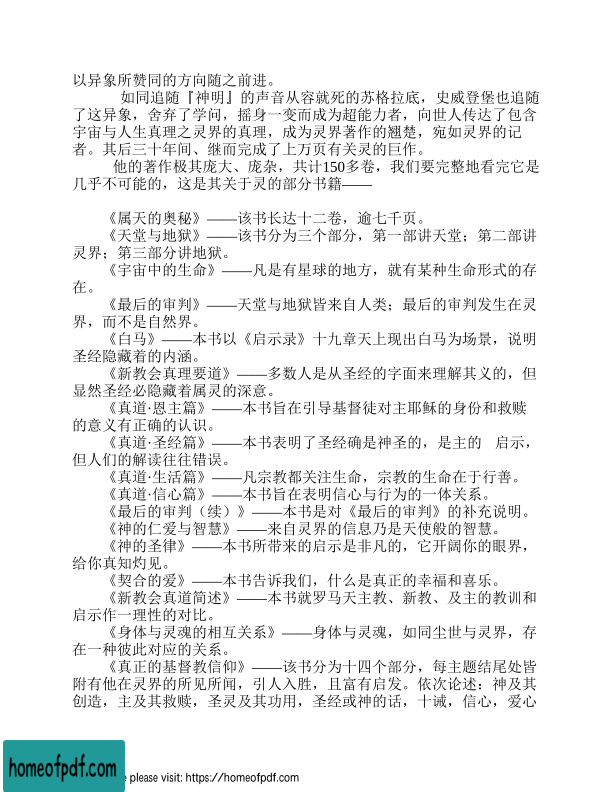 以异象所赞同的方向随之前进。
如同追随『神明』的声音从容就死的苏格拉底，史威登堡也追随
了这异象，舍弃了学问，摇身一变而成为超能力者，向世人传达了包含
宇宙与人生真理之灵界的真理，成为灵界著作的翘楚，宛如灵界的记
者。其后三十年间、继而完成了上万页有关灵的巨作。
他的著作极其庞大、庞杂，共计150多卷，我们要完整地看完它是
几乎不可能的，这是其关于灵的部分书籍——
《属天的奥秘》——该书长达十二卷，逾七千页。
《天堂与地狱》——该书分为三个部分，第一部讲天堂；第二部讲
灵界；第三部分讲地狱。
《宇宙中的生命》——凡是有星球的地方，就有某种生命形式的存
在。
《最后的审判》——天堂与地狱皆来自人类；最后的审判发生在灵
界，而不是自然界。
《白马》——本书以《启示录》十九章天上现出白马为场景，说明
圣经隐藏着的内涵。
《新教会真理要道》——多数人是从圣经的字面来理解其义的，但
显然圣经必隐藏着属灵的深意。
《真道·恩主篇》——本书旨在引导基督徒对主耶稣的身份和救赎
的意义有正确的认识。
《真道·圣经篇》——本书表明了圣经确是神圣的，是主的　启示，
但人们的解读往往错误。
《真道·生活篇》——凡宗教都关注生命，宗教的生命在于行善。
《真道·信心篇》——本书旨在表明信心与行为的一体关系。
《最后的审判（续）》——本书是对《最后的审判》的补充说明。
《神的仁爱与智慧》——来自灵界的信息乃是天使般的智慧。
《神的圣律》——本书所带来的启示是非凡的，它开阔你的眼界，
给你真知灼见。
《契合的爱》——本书告诉我们，什么是真正的幸福和喜乐。
《新教会真道简述》——本书就罗马天主教、新教、及主的教训和
启示作一理性的对比。
《身体与灵魂的相互关系》——身体与灵魂，如同尘世与灵界，存
在一种彼此对应的关系。
《真正的基督教信仰》——该书分为十四个部分，每主题结尾处皆
附有他在灵界的所见所闻，引人入胜，且富有启发。依次论述：神及其
创造，主及其救赎，圣灵及其功用，圣经或神的话，十诫，信心，爱心
homeofpdf.com
e please visit: https://homeofpdf.com